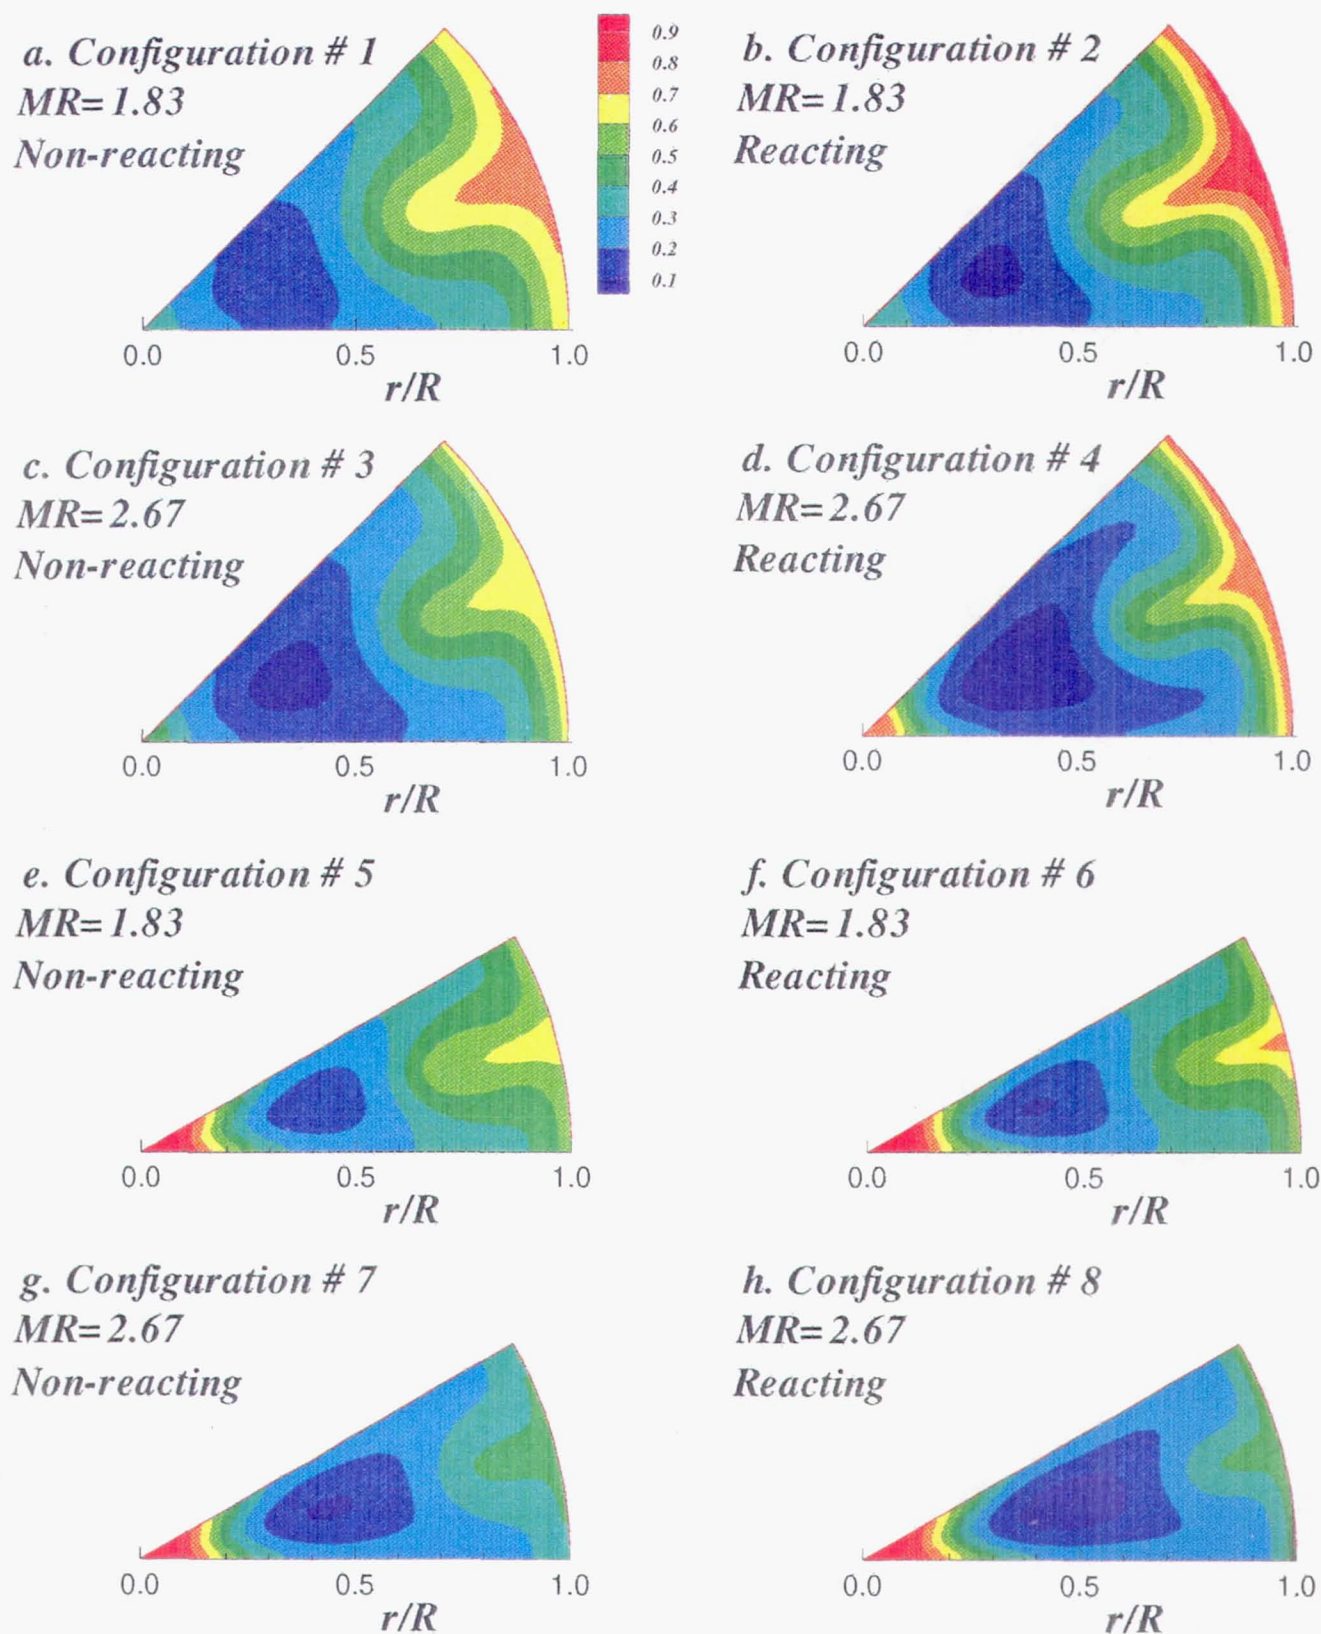 a. Configuration # 1
MR=1.83
Non-reacting
0.9
0.8
0.7
0.6
0.5
0.4
0.3
0.2
0.1
0.0 0.5 1.0
r/R
b. Configuration # 2
MR=1.83
Reacting
0.0 0.5 1.0
r/R
c. Configuration # 3
MR=2.67
Non-reacting
0.0 0.5 1.0
r/R
d. Configuration # 4
MR=2.67
Reacting
0.0 0.5 1.0
r/R
e. Configuration # 5
MR=1.83
Non-reacting
0.0 0.5 1.0
r/R
f. Configuration # 6
MR=1.83
Reacting
0.0 0.5 1.0
r/R
g. Configuration # 7
MR=2.67
Non-reacting
0.0 0.5 1.0
r/R
h. Configuration # 8
MR=2.67
Reacting
0.0 0.5 1.0
r/R